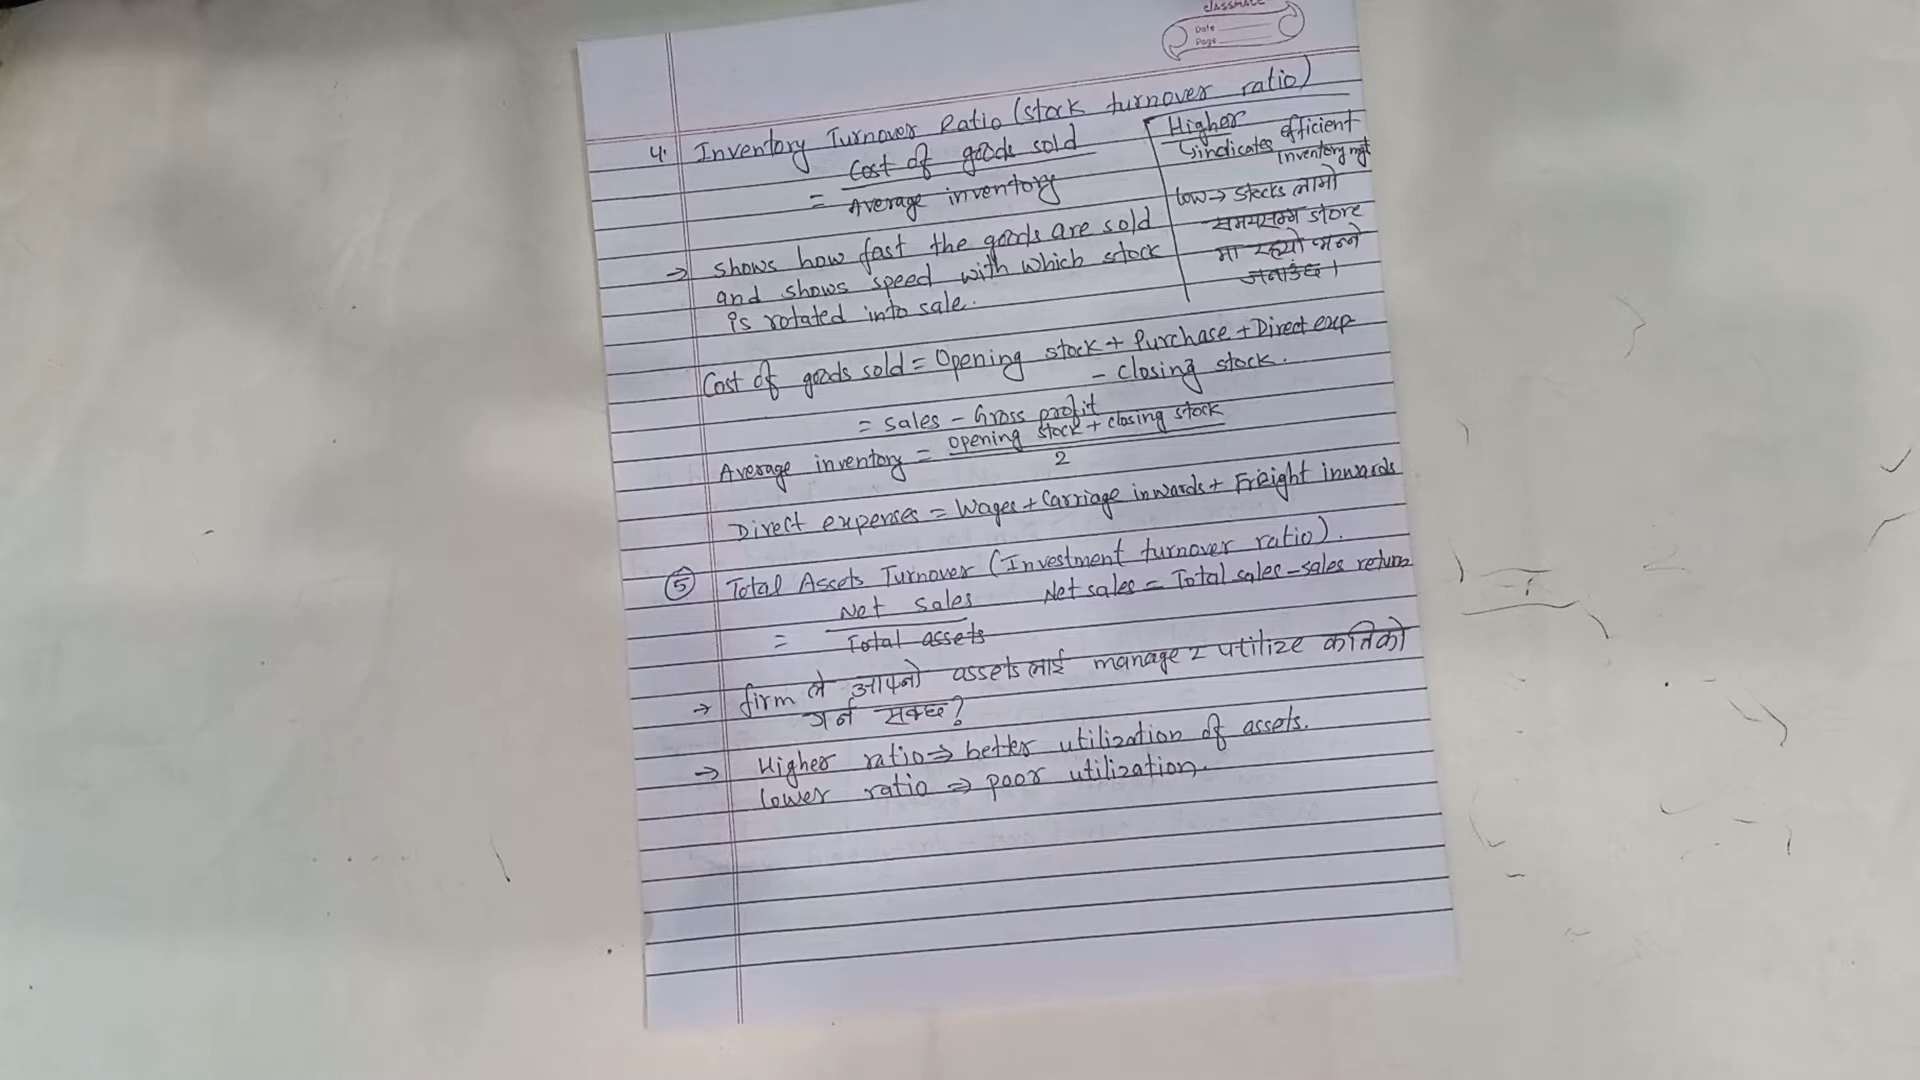 classmate
Date
Page
4. Inventory Turnover Ratio (stock turnover ratio)
= Cost of goods sold
Average inventory
Higher
↳indicates efficient
inventory mgt
low→ stocks लामो
समयसम्म store
मा रह्यो भन्ने
जनाउंछ।
→ shows how fast the goods are sold
and shows speed with which stock
is rotated into sale.
Cost of goods sold = Opening stock + Purchase + Direct exp
- closing stock.
= sales - Gross profit
Average inventory = opening stock + closing stock
2
Direct expenses = Wages + Carriage inwards + Freight inwards
5 Total Assets Turnover (Investment turnover ratio).
= Net sales
Total assets
Net sales = Total sales - sales return
→ firm ले आफ्नो assets लाई manage र utilize कतिको
गर्न सक्छ?
→ Higher ratio ⇒ better utilization of assets.
lower ratio ⇒ poor utilization.